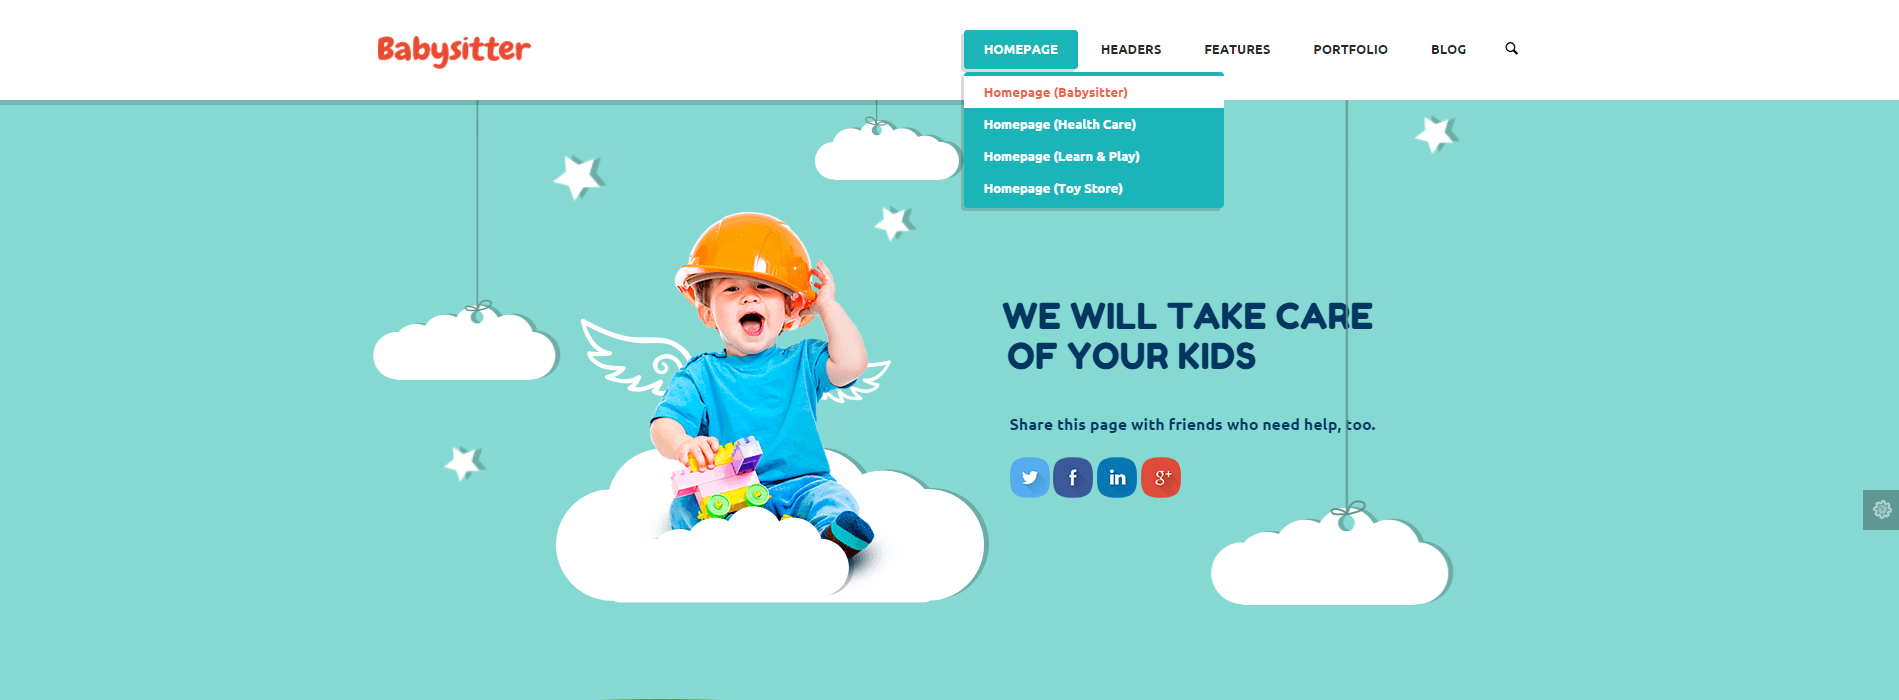 Babysitter
HOMEPAGE
HEADERS
FEATURES
PORTFOLIO
BLOG
Homepage (Babysitter)
Homepage (Health Care)
Homepage (Learn & Play)
Homepage (Toy Store)
WE WILL TAKE CARE
OF YOUR KIDS
Share this page with friends who need help, too.
f
in
g+